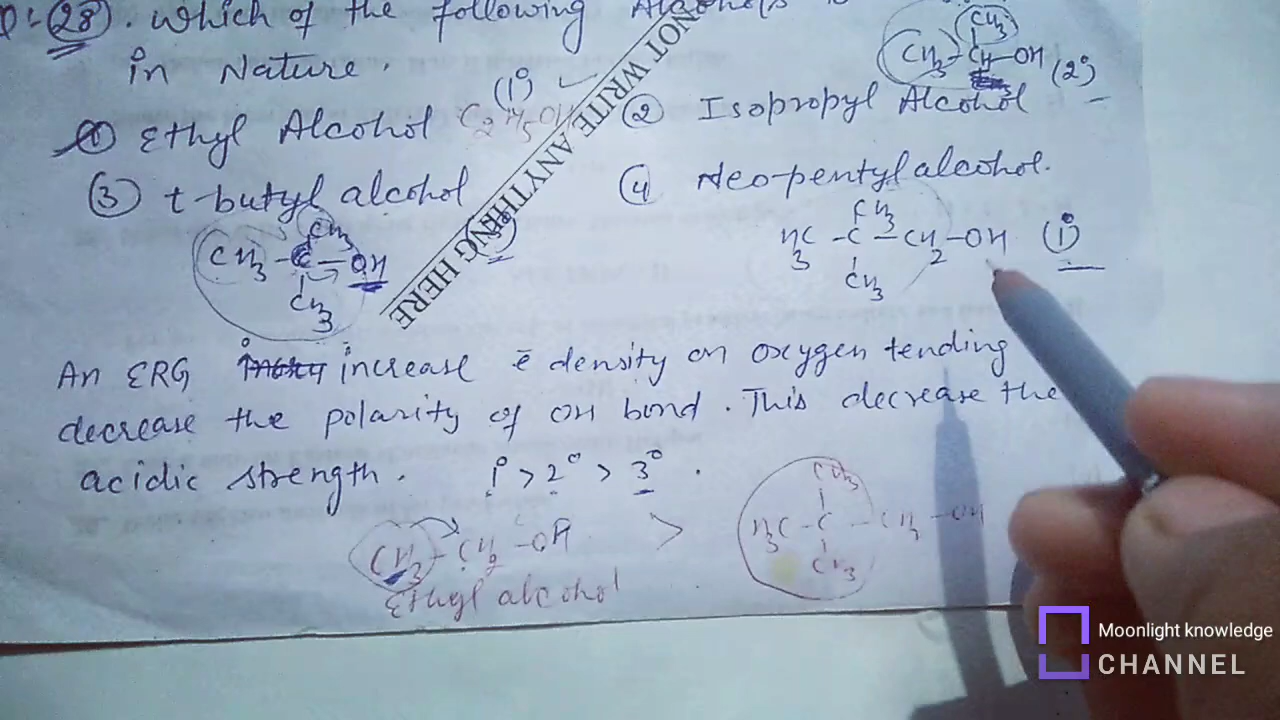 Q-28. Which of the following Alcohols
in Nature.
(1) Ethyl Alcohol C2H5OH (1°)
(2) Isopropyl Alcohol
CH3
CH3-CH-OH (2°)
(3) t-butyl alcohol
(4) Neo-pentyl alcohol.
CH3
CH3-C-OH
CH3
CH3
H3C-C-CH2-OH (1°)
CH3
NOT WRITE ANYTHING HERE
An ERG increase ē density on oxygen tending
decrease the polarity of OH bond. This decrease the
acidic strength. 1° > 2° > 3°.
CH3-CH2-OH >
Ethyl alcohol
CH3
H3C-C-CH2-OH
CH3
Moonlight knowledge
CHANNEL